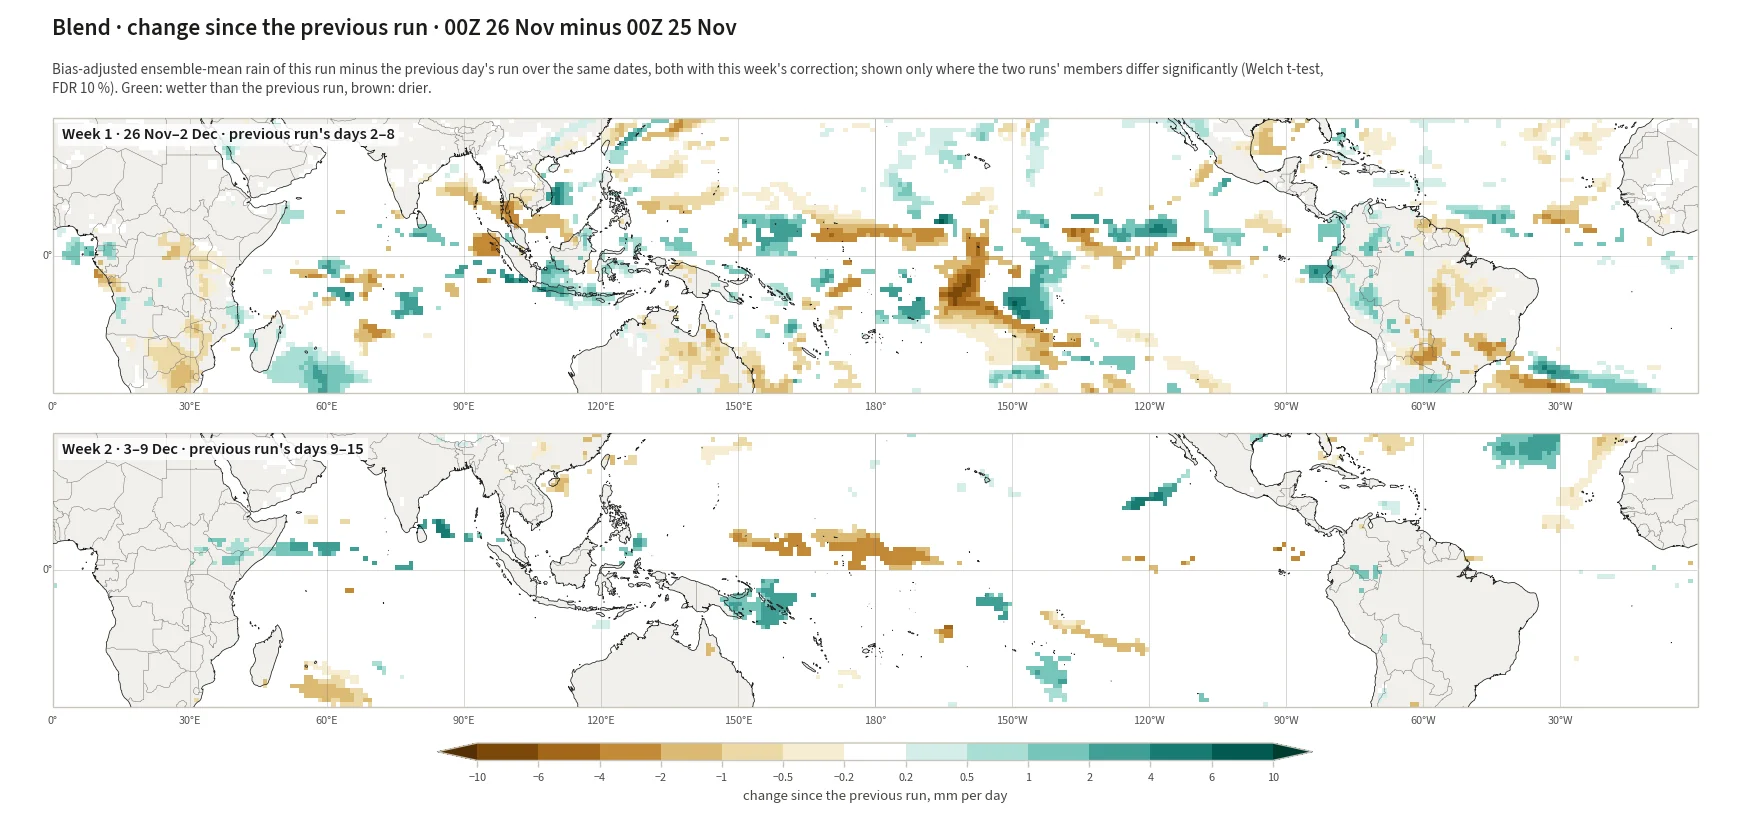 Blend · change since the previous run · 00Z 26 Nov minus 00Z 25 Nov
Bias-adjusted ensemble-mean rain of this run minus the previous day's run over the same dates, both with this week's correction; shown only where the two runs' members differ significantly (Welch t-test,
FDR 10 %). Green: wetter than the previous run, brown: drier.
Week 1 · 26 Nov–2 Dec · previous run's days 2–8
0°
0° 30°E 60°E 90°E 120°E 150°E 180° 150°W 120°W 90°W 60°W 30°W
Week 2 · 3–9 Dec · previous run's days 9–15
0°
0° 30°E 60°E 90°E 120°E 150°E 180° 150°W 120°W 90°W 60°W 30°W
−10 −6 −4 −2 −1 −0.5 −0.2 0.2 0.5 1 2 4 6 10
change since the previous run, mm per day